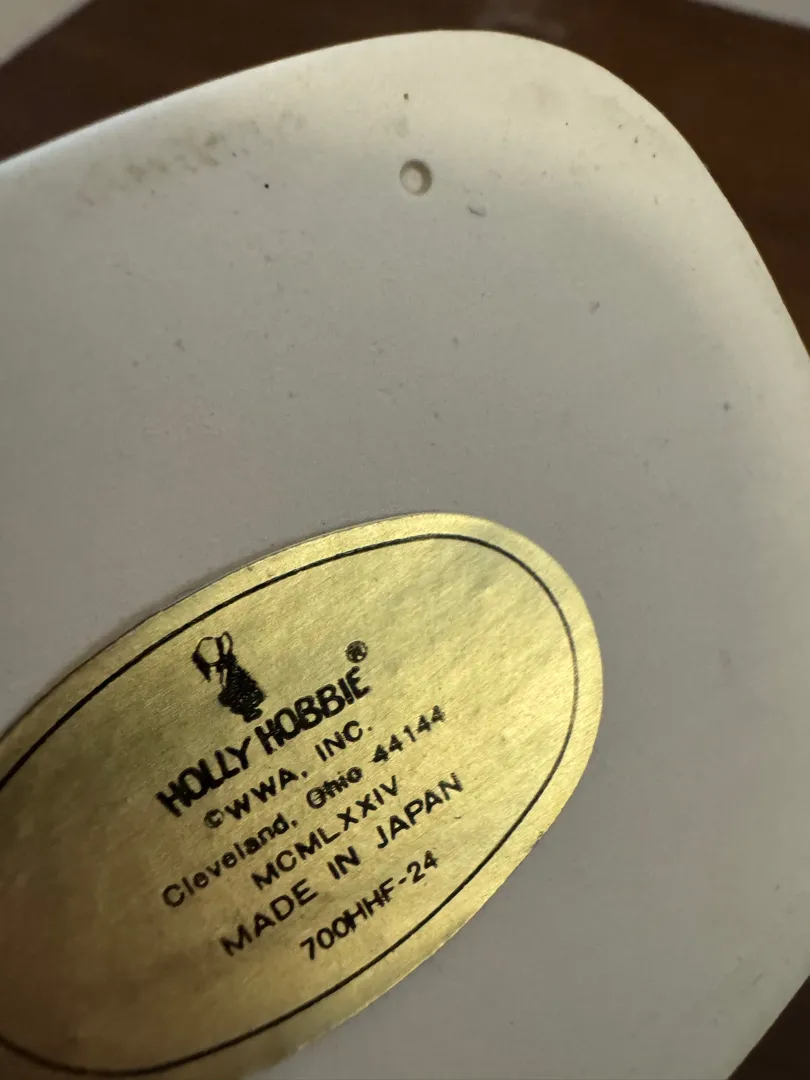 HOLLY HOBBIE®
©WWA, INC.
Cleveland, Ohio 44144
MCMLXXIV
MADE IN JAPAN
700HHF-24